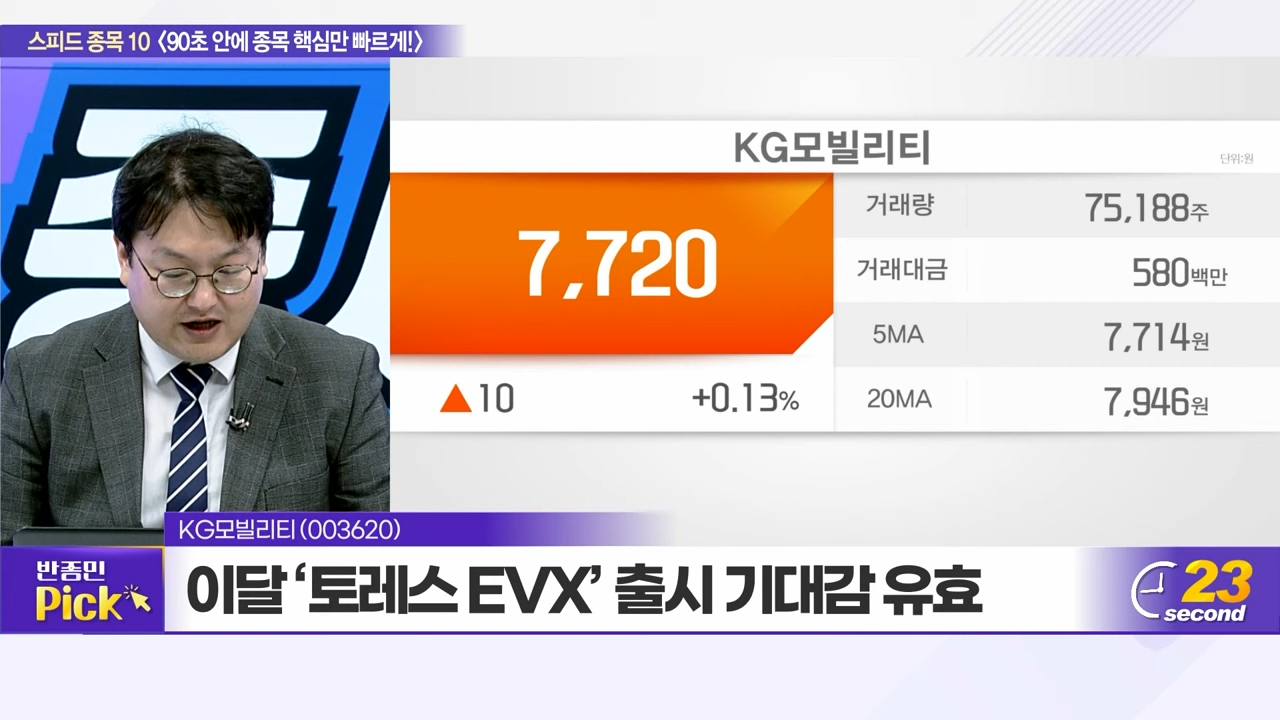 스피드 종목 10 〈90초 안에 종목 핵심만 빠르게!〉
KG모빌리티
단위:원
7,720
▲10 +0.13%
거래량 75,188주
거래대금 580백만
5MA 7,714원
20MA 7,946원
KG모빌리티(003620)
반종민
Pick
이달 ‘토레스 EVX’ 출시 기대감 유효
23
second